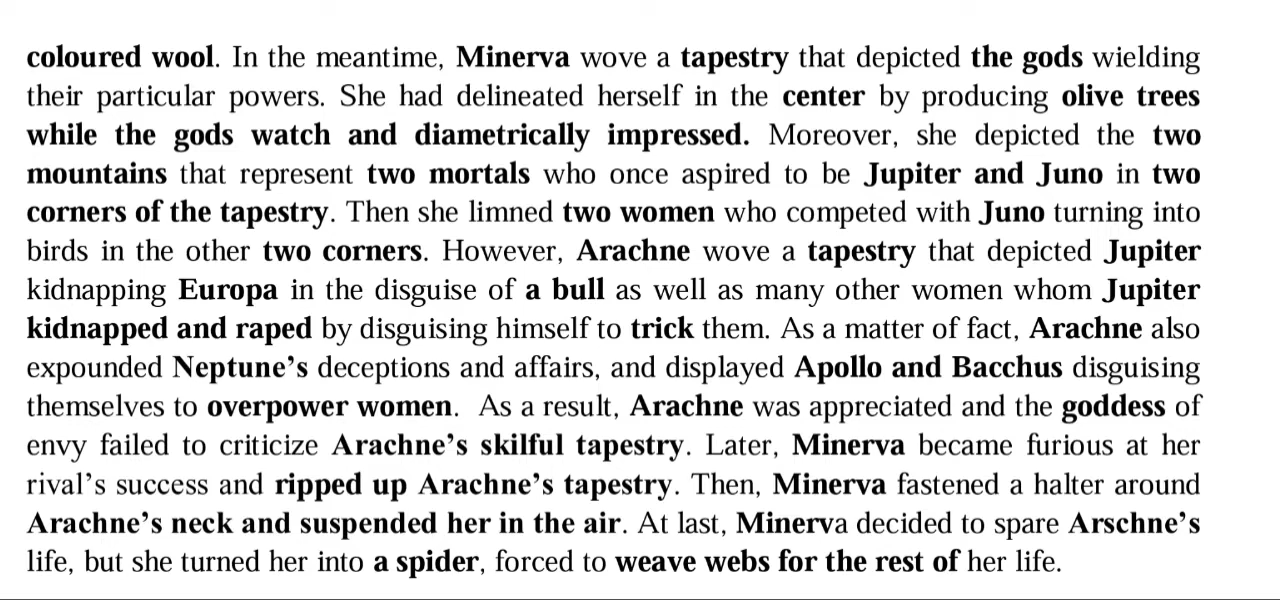 coloured wool. In the meantime, Minerva wove a tapestry that depicted the gods wielding
their particular powers. She had delineated herself in the center by producing olive trees
while the gods watch and diametrically impressed. Moreover, she depicted the two
mountains that represent two mortals who once aspired to be Jupiter and Juno in two
corners of the tapestry. Then she limned two women who competed with Juno turning into
birds in the other two corners. However, Arachne wove a tapestry that depicted Jupiter
kidnapping Europa in the disguise of a bull as well as many other women whom Jupiter
kidnapped and raped by disguising himself to trick them. As a matter of fact, Arachne also
expounded Neptune’s deceptions and affairs, and displayed Apollo and Bacchus disguising
themselves to overpower women.  As a result, Arachne was appreciated and the goddess of
envy failed to criticize Arachne’s skilful tapestry. Later, Minerva became furious at her
rival’s success and ripped up Arachne’s tapestry. Then, Minerva fastened a halter around
Arachne’s neck and suspended her in the air. At last, Minerva decided to spare Arschne’s
life, but she turned her into a spider, forced to weave webs for the rest of her life.